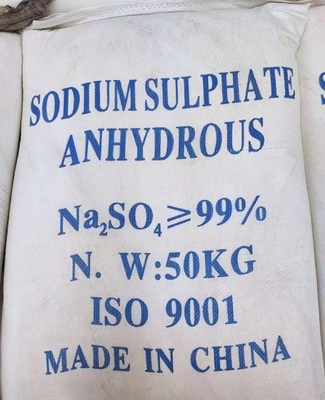 SODIUM SULPHATE
ANHYDROUS
Na₂SO₄≥99%
N. W:50KG
ISO 9001
MADE IN CHINA